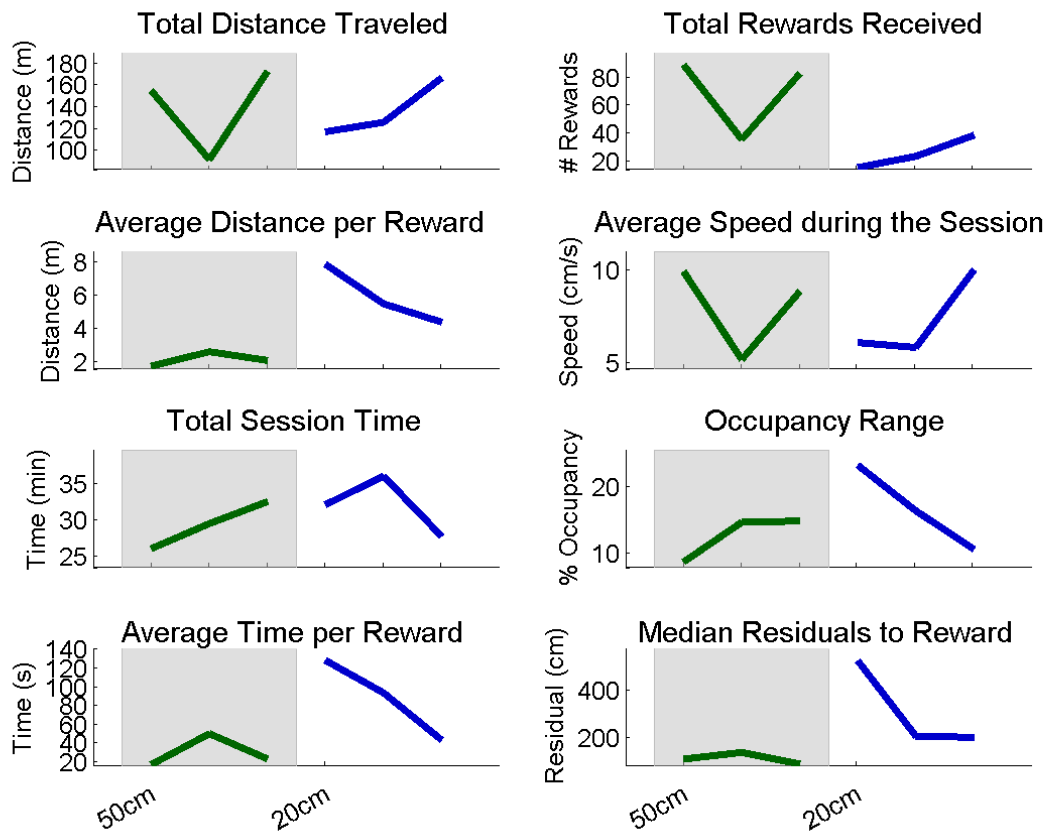 Total Distance Traveled
Distance (m)
180
160
140
120
100
Total Rewards Received
# Rewards
80
60
40
20
Average Distance per Reward
Distance (m)
8
6
4
2
Average Speed during the Session
Speed (cm/s)
10
5
Total Session Time
Time (min)
35
30
25
Occupancy Range
% Occupancy
20
10
Average Time per Reward
Time (s)
140
120
100
80
60
40
20
50cm
20cm
Median Residuals to Reward
Residual (cm)
400
200
50cm
20cm